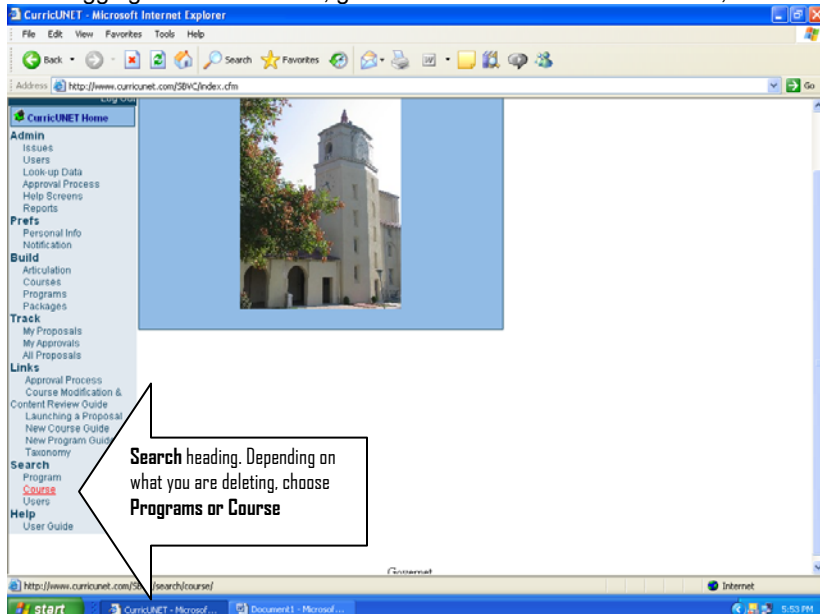 CurricUNET - Microsoft Internet Explorer
File Edit View Favorites Tools Help
Back Search Favorites
Address http://www.curricunet.com/SBVC/index.cfm Go
Log Out
CurricUNET Home
Admin
Issues
Users
Look-up Data
Approval Process
Help Screens
Reports
Prefs
Personal Info
Notification
Build
Articulation
Courses
Programs
Packages
Track
My Proposals
My Approvals
All Proposals
Links
Approval Process
Course Modification &
Content Review Guide
Launching a Proposal
New Course Guide
New Program Guide
Taxonomy
Search
Program
Course
Users
Help
User Guide
Search heading. Depending on
what you are deleting, choose
Programs or Course
Governet
http://www.curricunet.com/SB /search/course/ Internet
start CurricUNET - Microsof... Document1 - Microsof... 5:53 PM